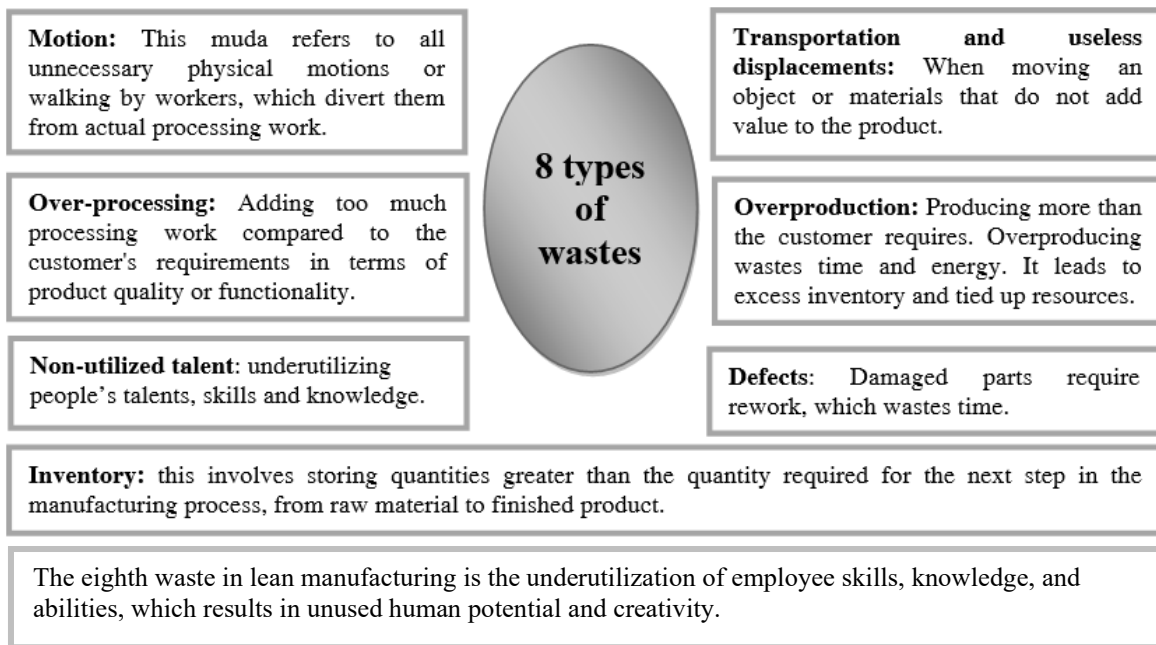 Motion: This muda refers to all
unnecessary physical motions or
walking by workers, which divert them
from actual processing work.
Transportation and useless
displacements: When moving an
object or materials that do not add
value to the product.
8 types
of
wastes
Over-processing: Adding too much
processing work compared to the
customer's requirements in terms of
product quality or functionality.
Overproduction: Producing more than
the customer requires. Overproducing
wastes time and energy. It leads to
excess inventory and tied up resources.
Non-utilized talent: underutilizing
people’s talents, skills and knowledge.
Defects: Damaged parts require
rework, which wastes time.
Inventory: this involves storing quantities greater than the quantity required for the next step in the
manufacturing process, from raw material to finished product.
The eighth waste in lean manufacturing is the underutilization of employee skills, knowledge, and
abilities, which results in unused human potential and creativity.